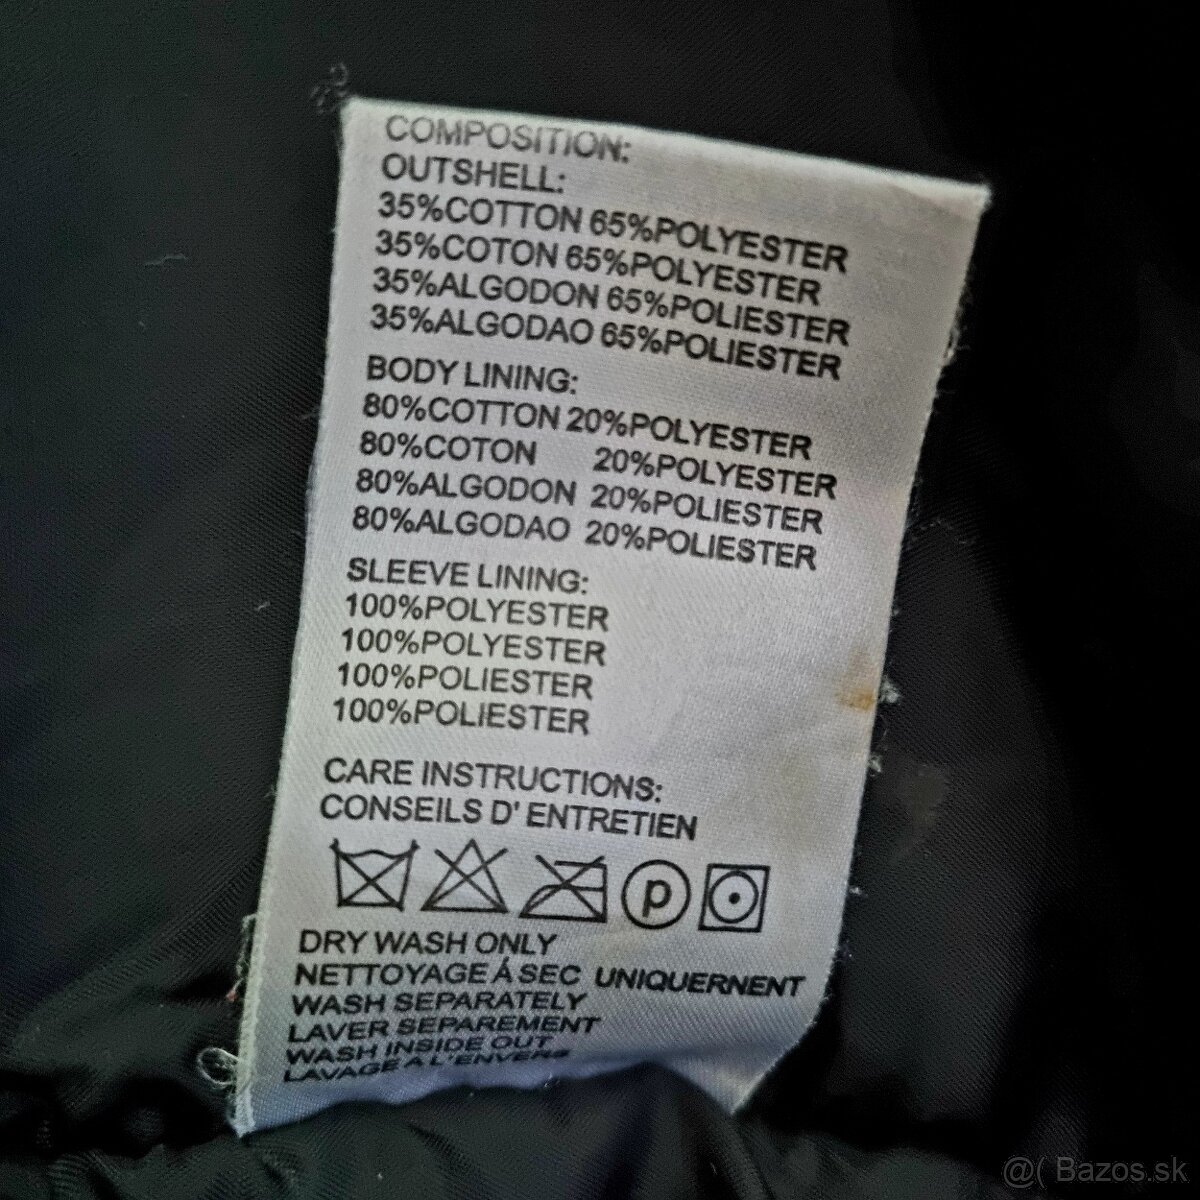 COMPOSITION:
OUTSHELL:
35%COTTON 65%POLYESTER
35%COTON 65%POLYESTER
35%ALGODON 65%POLIESTER
35%ALGODAO 65%POLIESTER
BODY LINING:
80%COTTON 20%POLYESTER
80%COTON 20%POLYESTER
80%ALGODON 20%POLIESTER
80%ALGODAO 20%POLIESTER
SLEEVE LINING:
100%POLYESTER
100%POLYESTER
100%POLIESTER
100%POLIESTER
CARE INSTRUCTIONS:
CONSEILS D' ENTRETIEN
p
DRY WASH ONLY
NETTOYAGE Á SEC UNIQUERNENT
WASH SEPARATELY
LAVER SEPAREMENT
WASH INSIDE OUT
LAVAGE A L'ENVERS
@( Bazos.sk